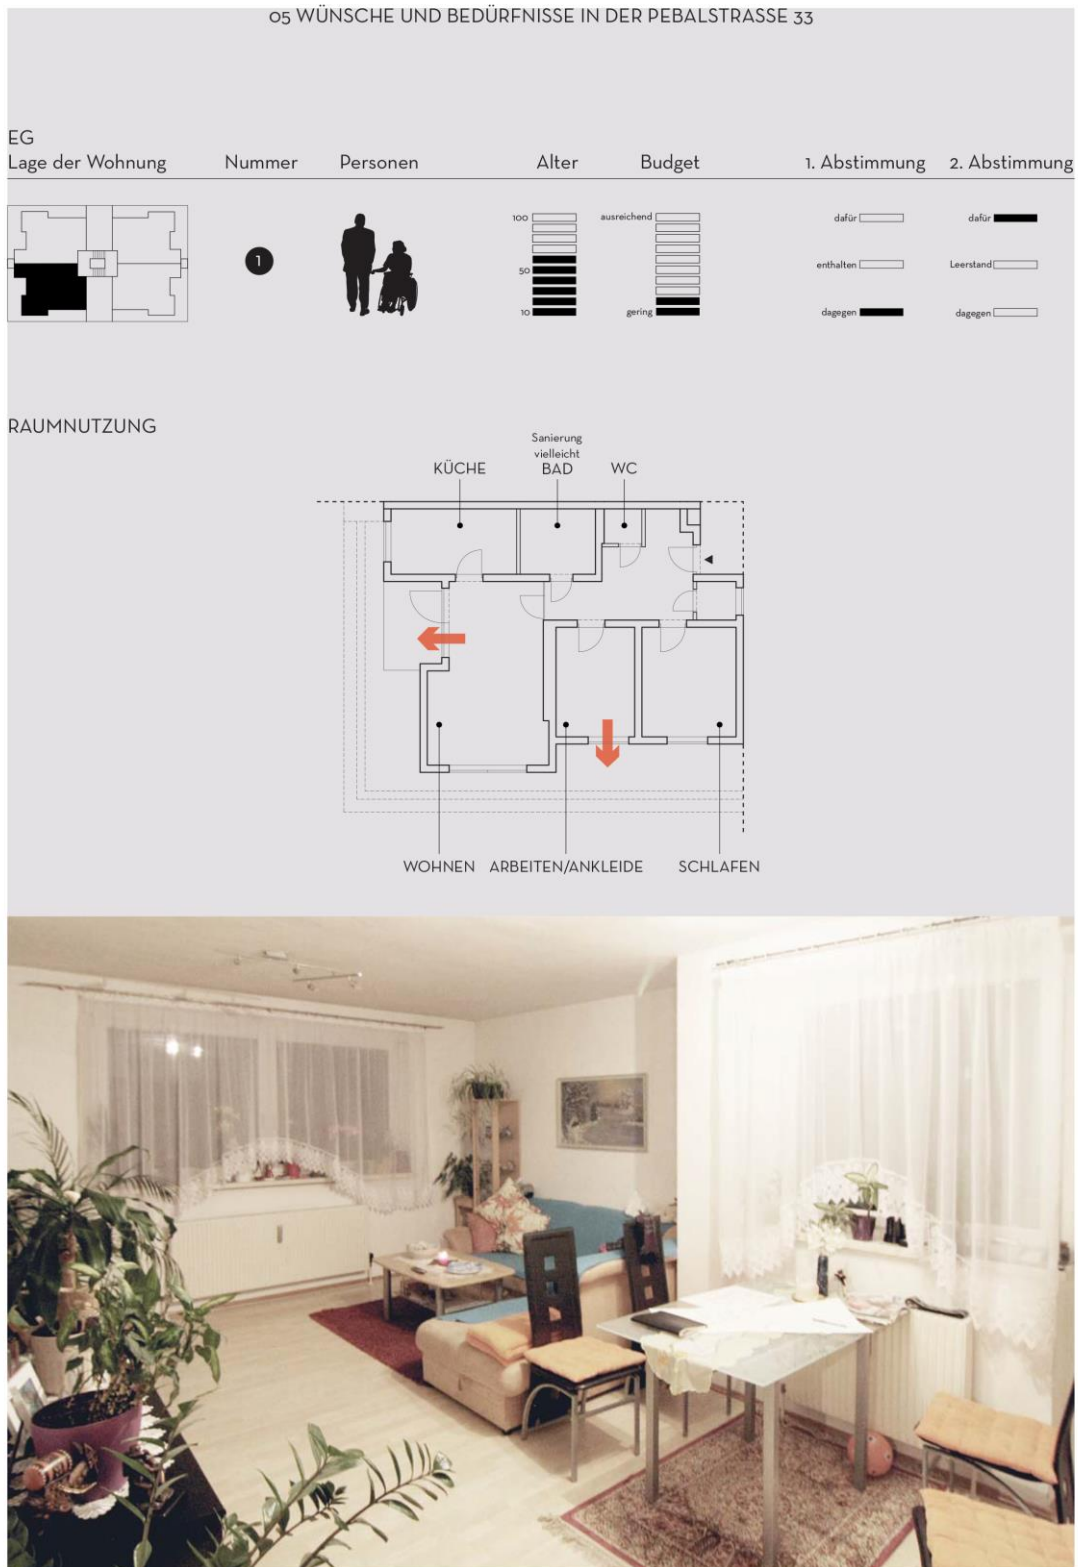 05 WÜNSCHE UND BEDÜRFNISSE IN DER PEBALSTRASSE 33
EG
Lage der Wohnung Nummer Personen Alter Budget 1. Abstimmung 2. Abstimmung
100 ausreichend dafür dafür
1
50 enthalten Leerstand
10 gering dagegen dagegen
RAUMNUTZUNG
Sanierung
vielleicht
KÜCHE BAD WC
WOHNEN ARBEITEN/ANKLEIDE SCHLAFEN